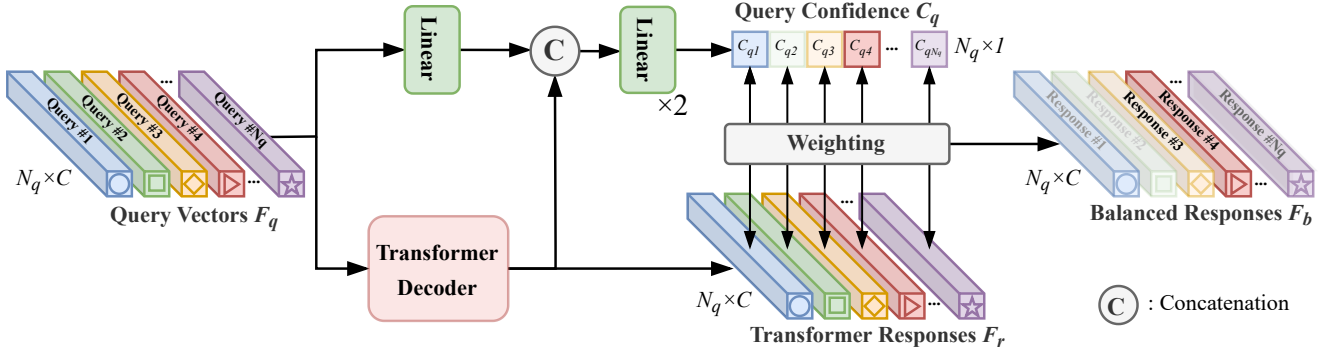 Query Confidence C_q
Linear
C
Linear
×2
C_q1 C_q2 C_q3 C_q4 ... C_qN_q
N_q×1
Query #1
Query #2
Query #3
Query #4
...
Query #Nq
...
N_q×C
Query Vectors F_q
Transformer
Decoder
Weighting
...
...
N_q×C
Transformer Responses F_r
Response #1
Response #2
Response #3
Response #4
...
Response #Nq
...
N_q×C
Balanced Responses F_b
C : Concatenation